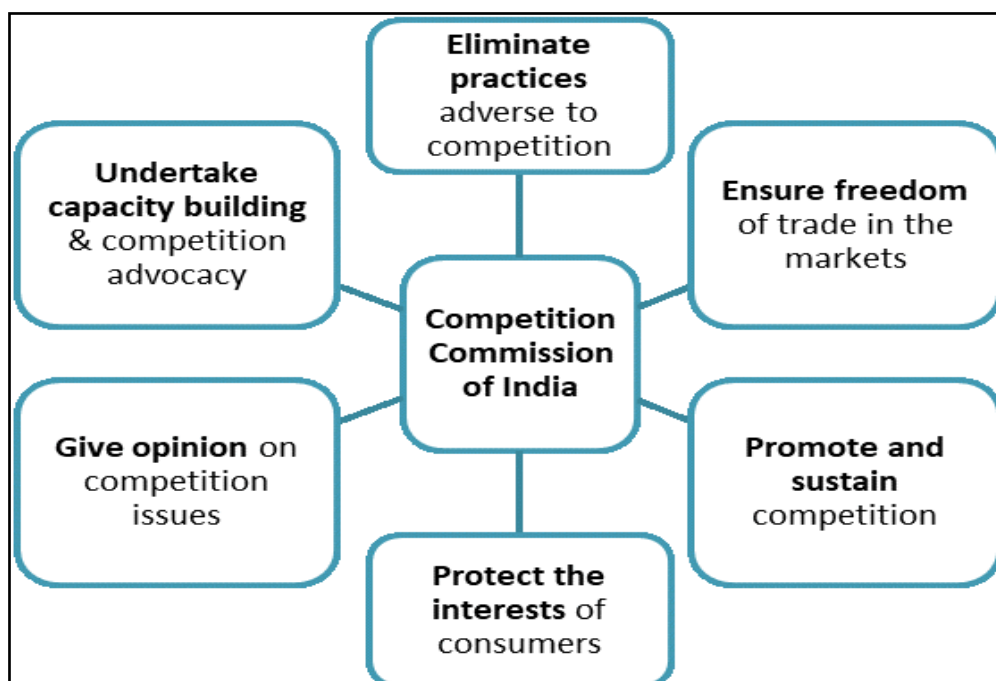 Eliminate
practices
adverse to
competition
Ensure freedom
of trade in the
markets
Promote and
sustain
competition
Protect the
interests of
consumers
Give opinion on
competition
issues
Undertake
capacity building
& competition
advocacy
Competition
Commission
of India